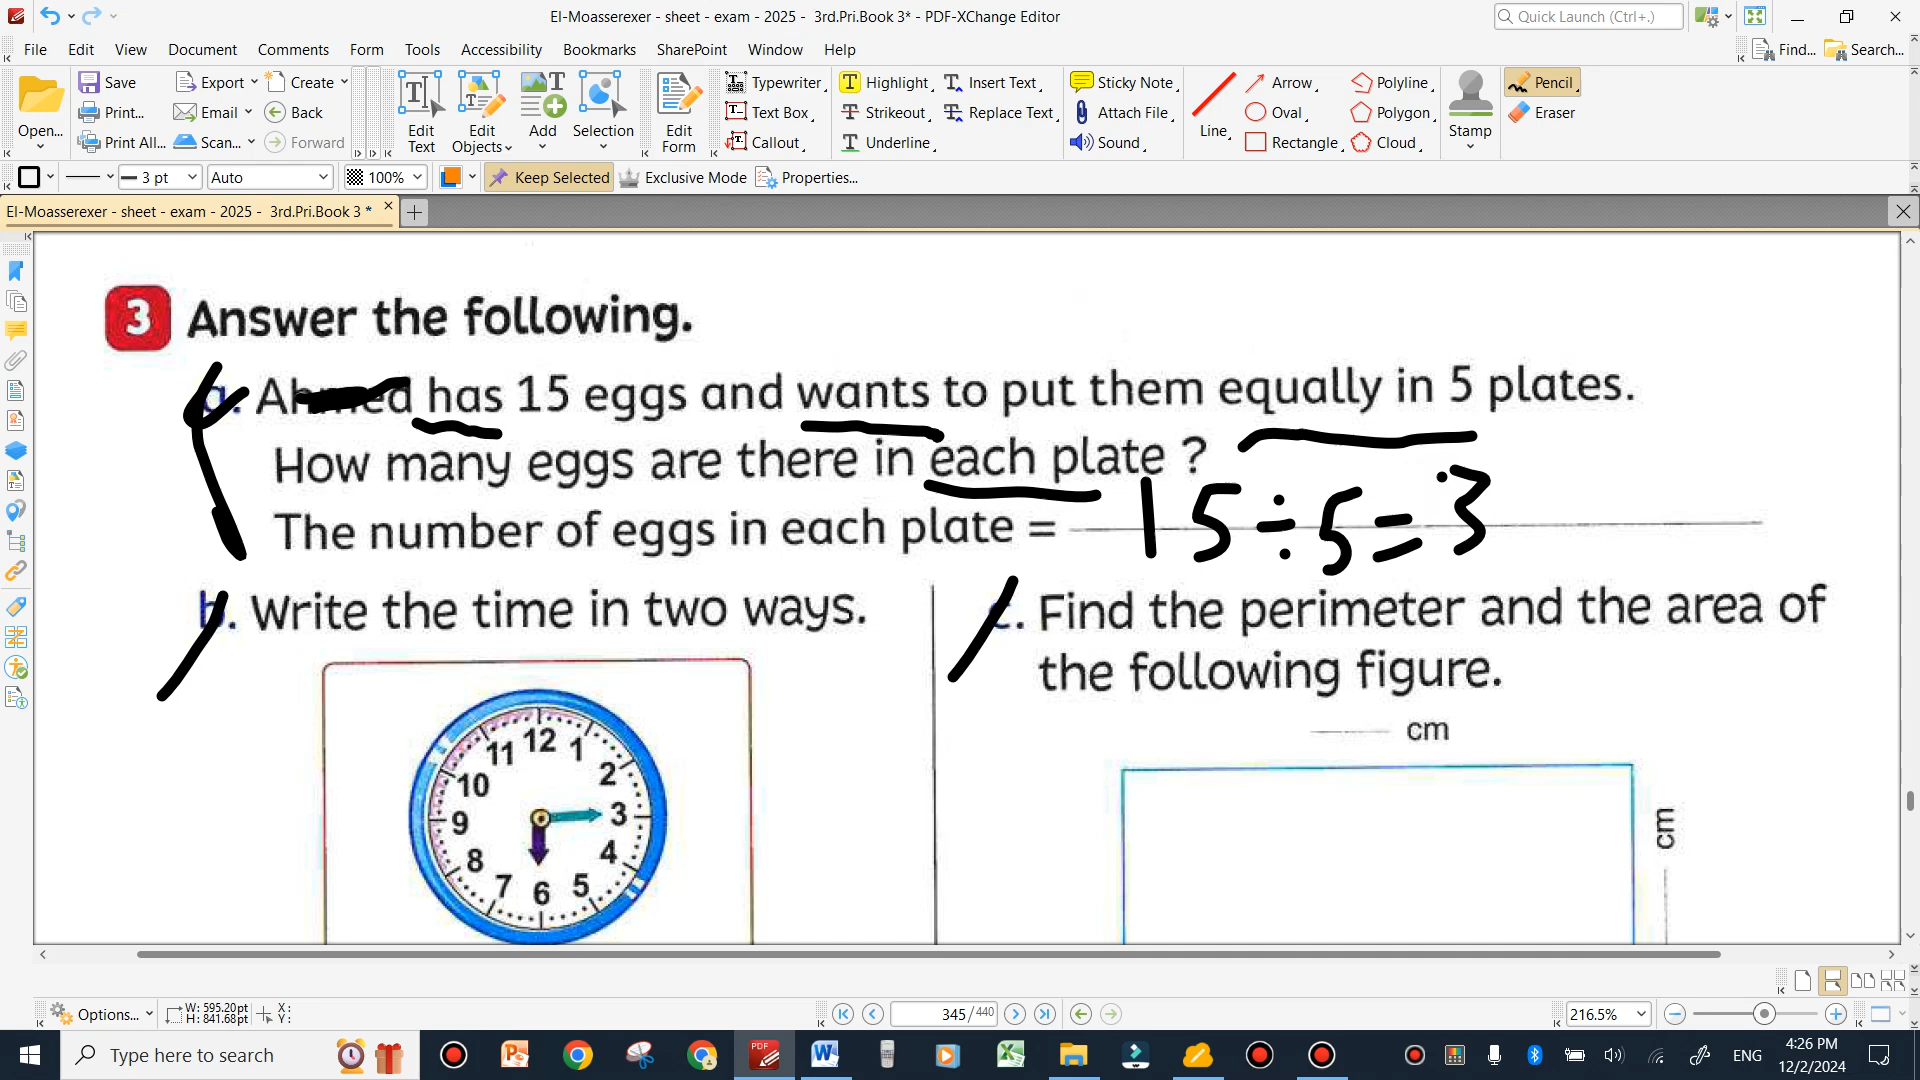 El-Moasserexer - sheet - exam - 2025 -  3rd.Pri.Book 3* - PDF-XChange Editor
Quick Launch (Ctrl+.)
File Edit View Document Comments Form Tools Accessibility Bookmarks SharePoint Window Help
Find... Search...
Open... Save Print... Print All... Export Email Scan... Create Back Forward
Edit Text Edit Objects Add Selection Edit Form
Typewriter Text Box Callout
Highlight Strikeout Underline
Insert Text Replace Text
Sticky Note Attach File Sound
Line Arrow Oval Rectangle Polyline Polygon Cloud
Stamp Pencil Eraser
3 pt Auto 100% Keep Selected Exclusive Mode Properties...
El-Moasserexer - sheet - exam - 2025 -  3rd.Pri.Book 3 *
3 Answer the following.
a. Ahmed has 15 eggs and wants to put them equally in 5 plates.
How many eggs are there in each plate ?
The number of eggs in each plate = 15 ÷ 5 = 3
b. Write the time in two ways.
12 1 2 3 4 5 6 7 8 9 10 11
c. Find the perimeter and the area of
the following figure.
cm
cm
Options... W: 595.20pt H: 841.68pt X: Y:
345 / 440
216.5%
Type here to search
PDF
ENG
4:26 PM
12/2/2024